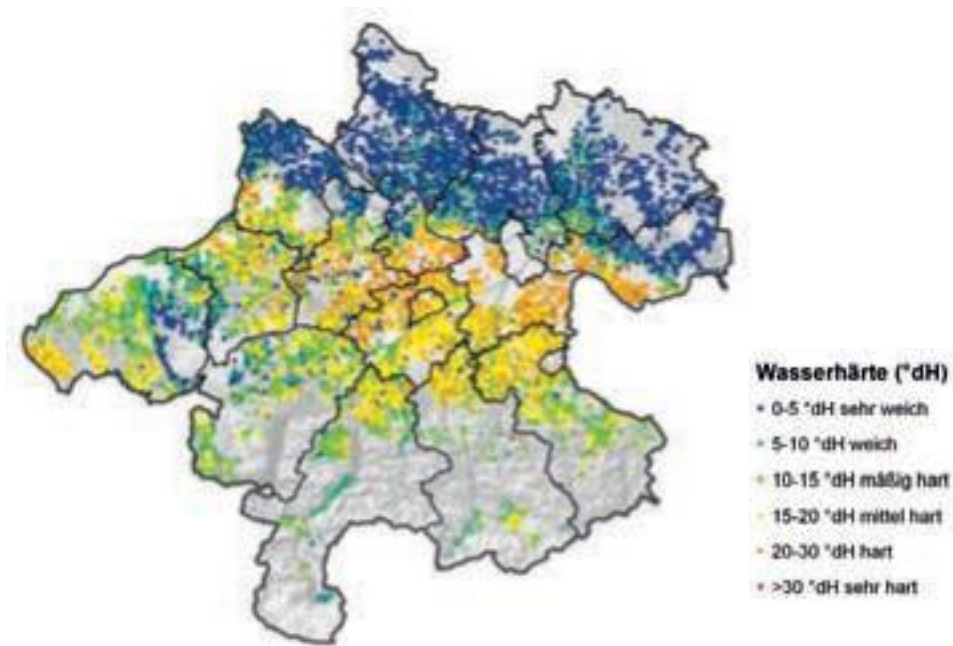 Wasserhärte (°dH)
0-5 °dH sehr weich
5-10 °dH weich
10-15 °dH mäßig hart
15-20 °dH mittel hart
20-30 °dH hart
>30 °dH sehr hart